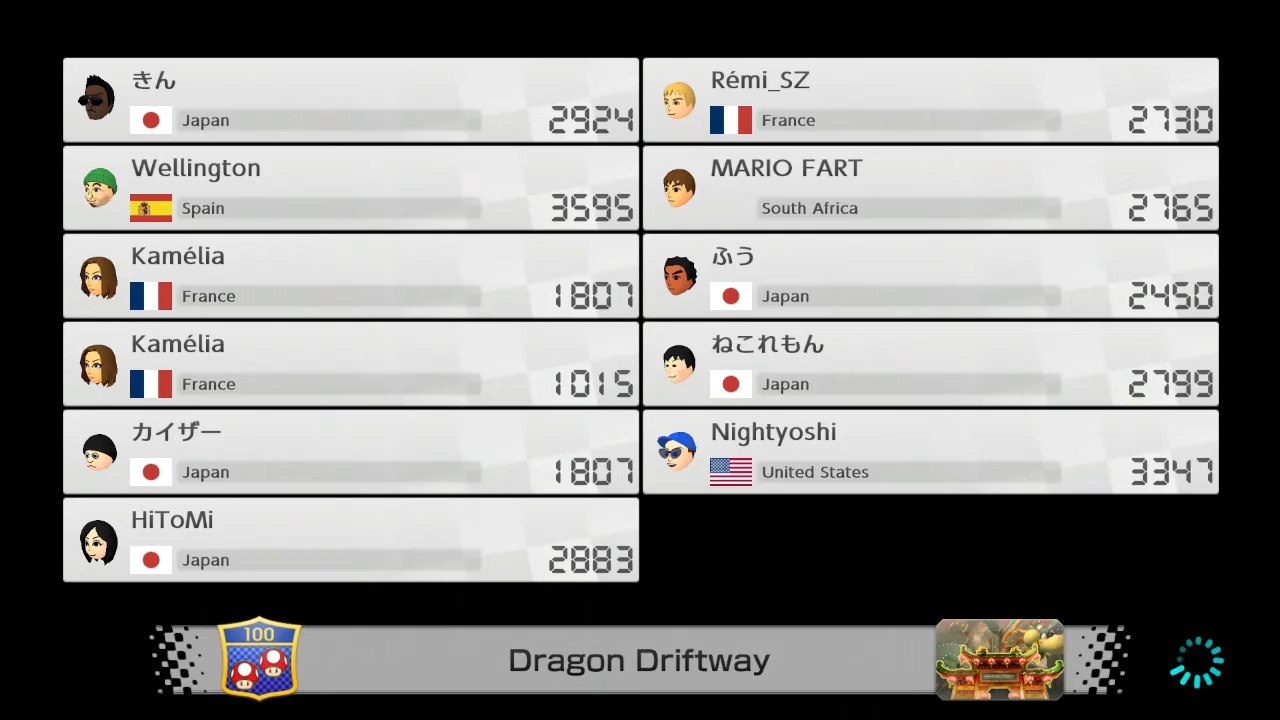 きん
Japan
2924
Wellington
Spain
3595
Kamélia
France
1807
Kamélia
France
1015
カイザー
Japan
1807
HiToMi
Japan
2883
Rémi_SZ
France
2730
MARIO FART
South Africa
2765
ふう
Japan
2450
ねこれもん
Japan
2799
Nightyoshi
United States
3347
100
Dragon Driftway